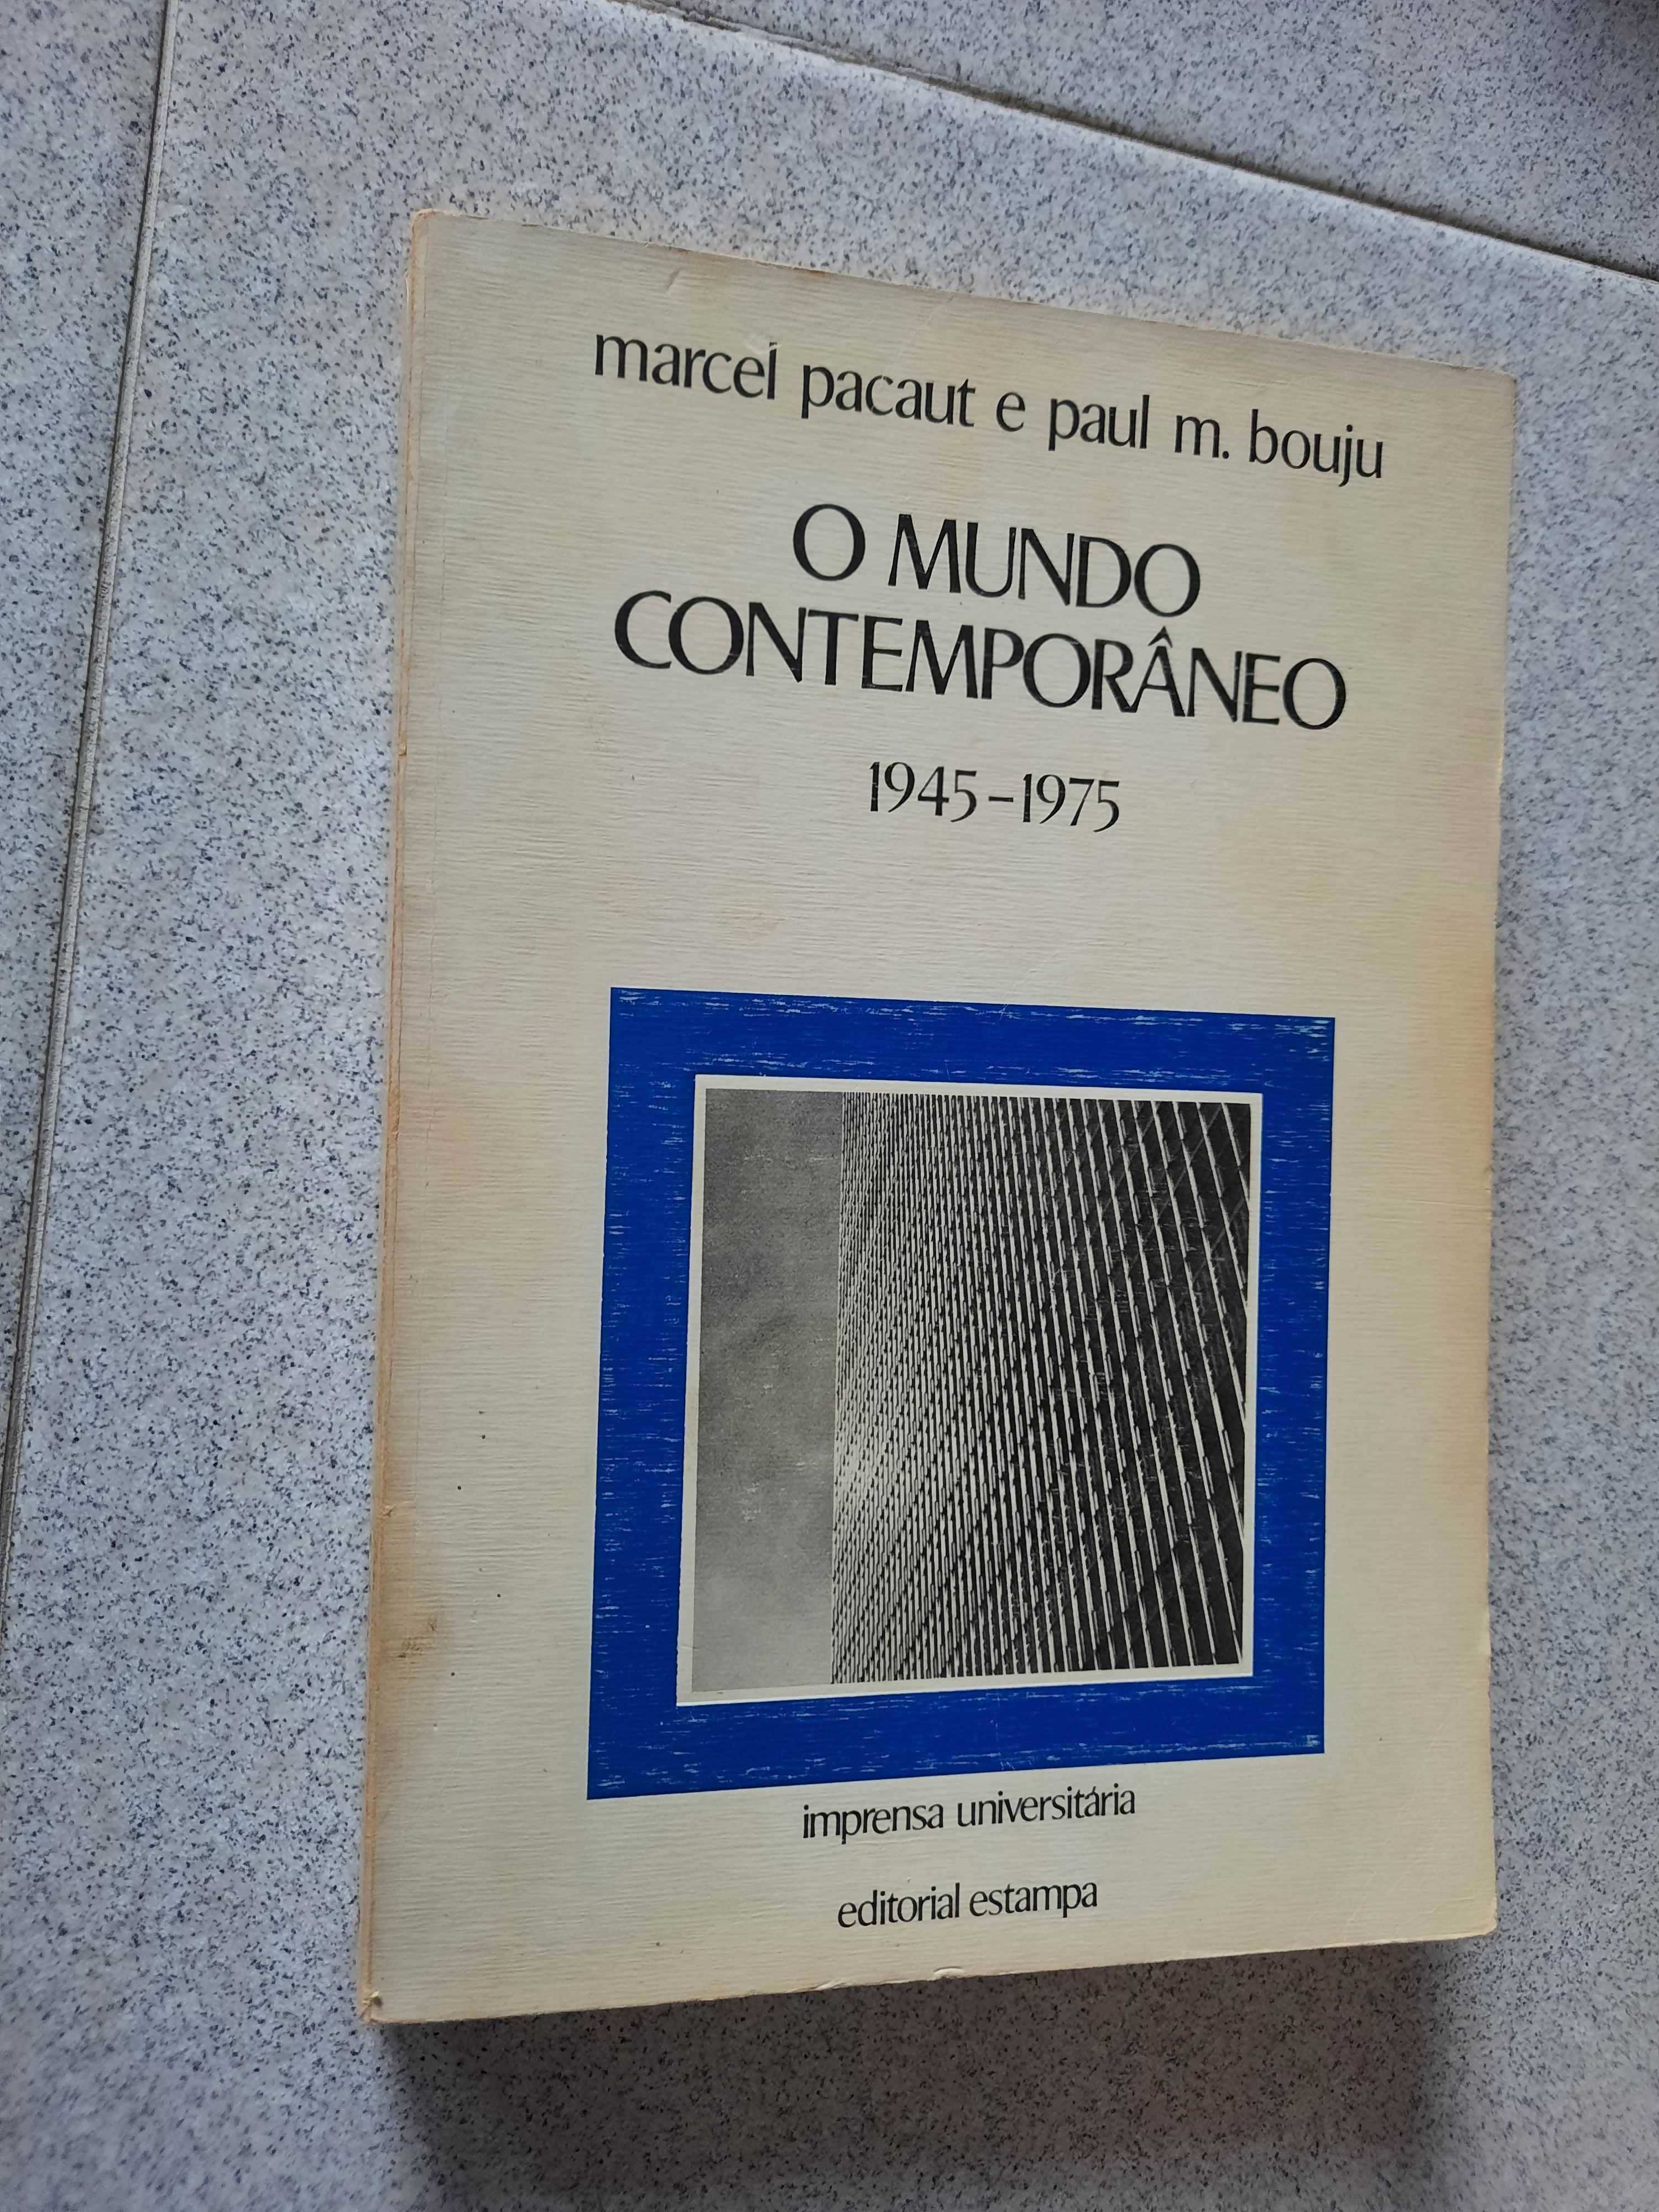 marcel pacaut e paul m. bouju
O MUNDO
CONTEMPORÂNEO
1945-1975
imprensa universitária
editorial estampa